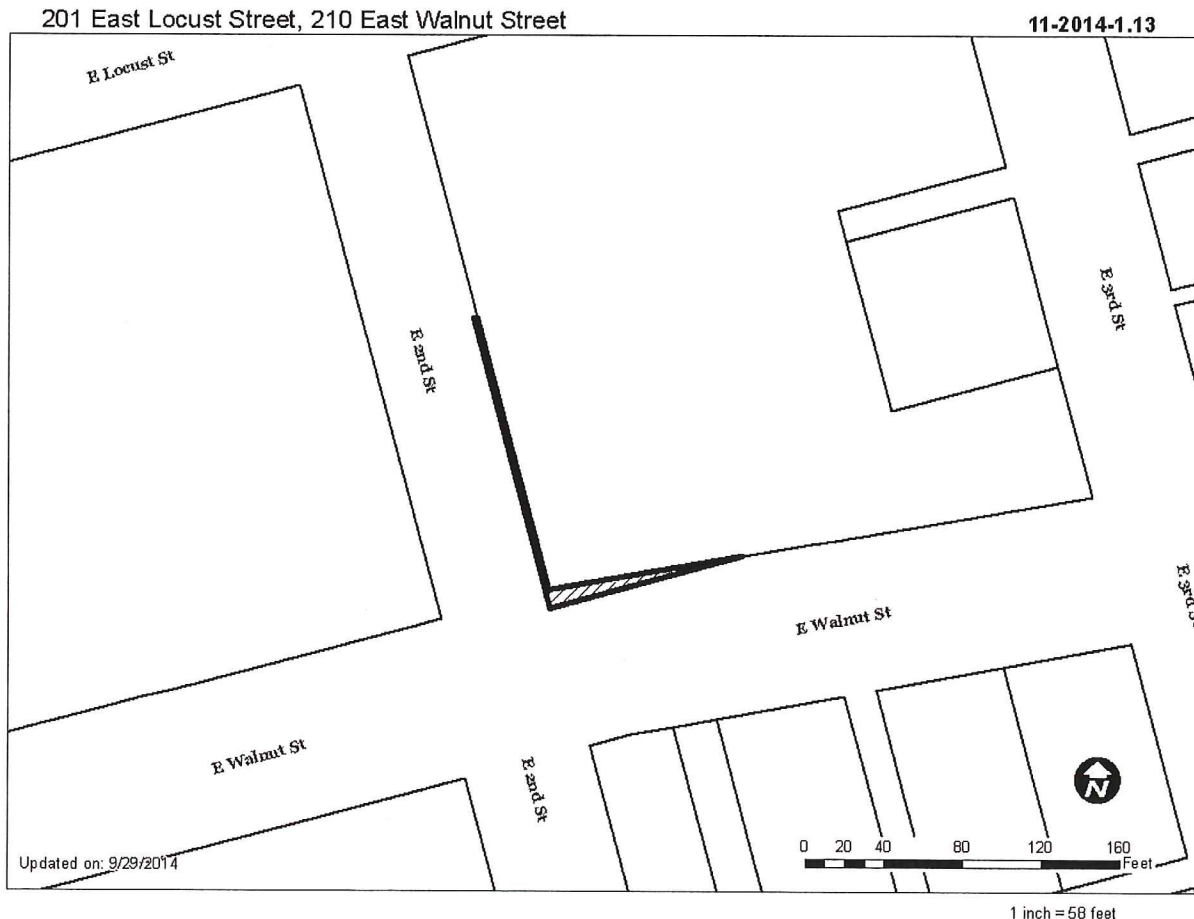 201 East Locust Street, 210 East Walnut Street
11-2014-1.13
E Locust St
E 2nd St
E 3rd St
E 3rd St
E Walnut St
E Walnut St
E 2nd St
N
Updated on: 9/29/2014
0 20 40 80 120 160
Feet
1 inch = 58 feet